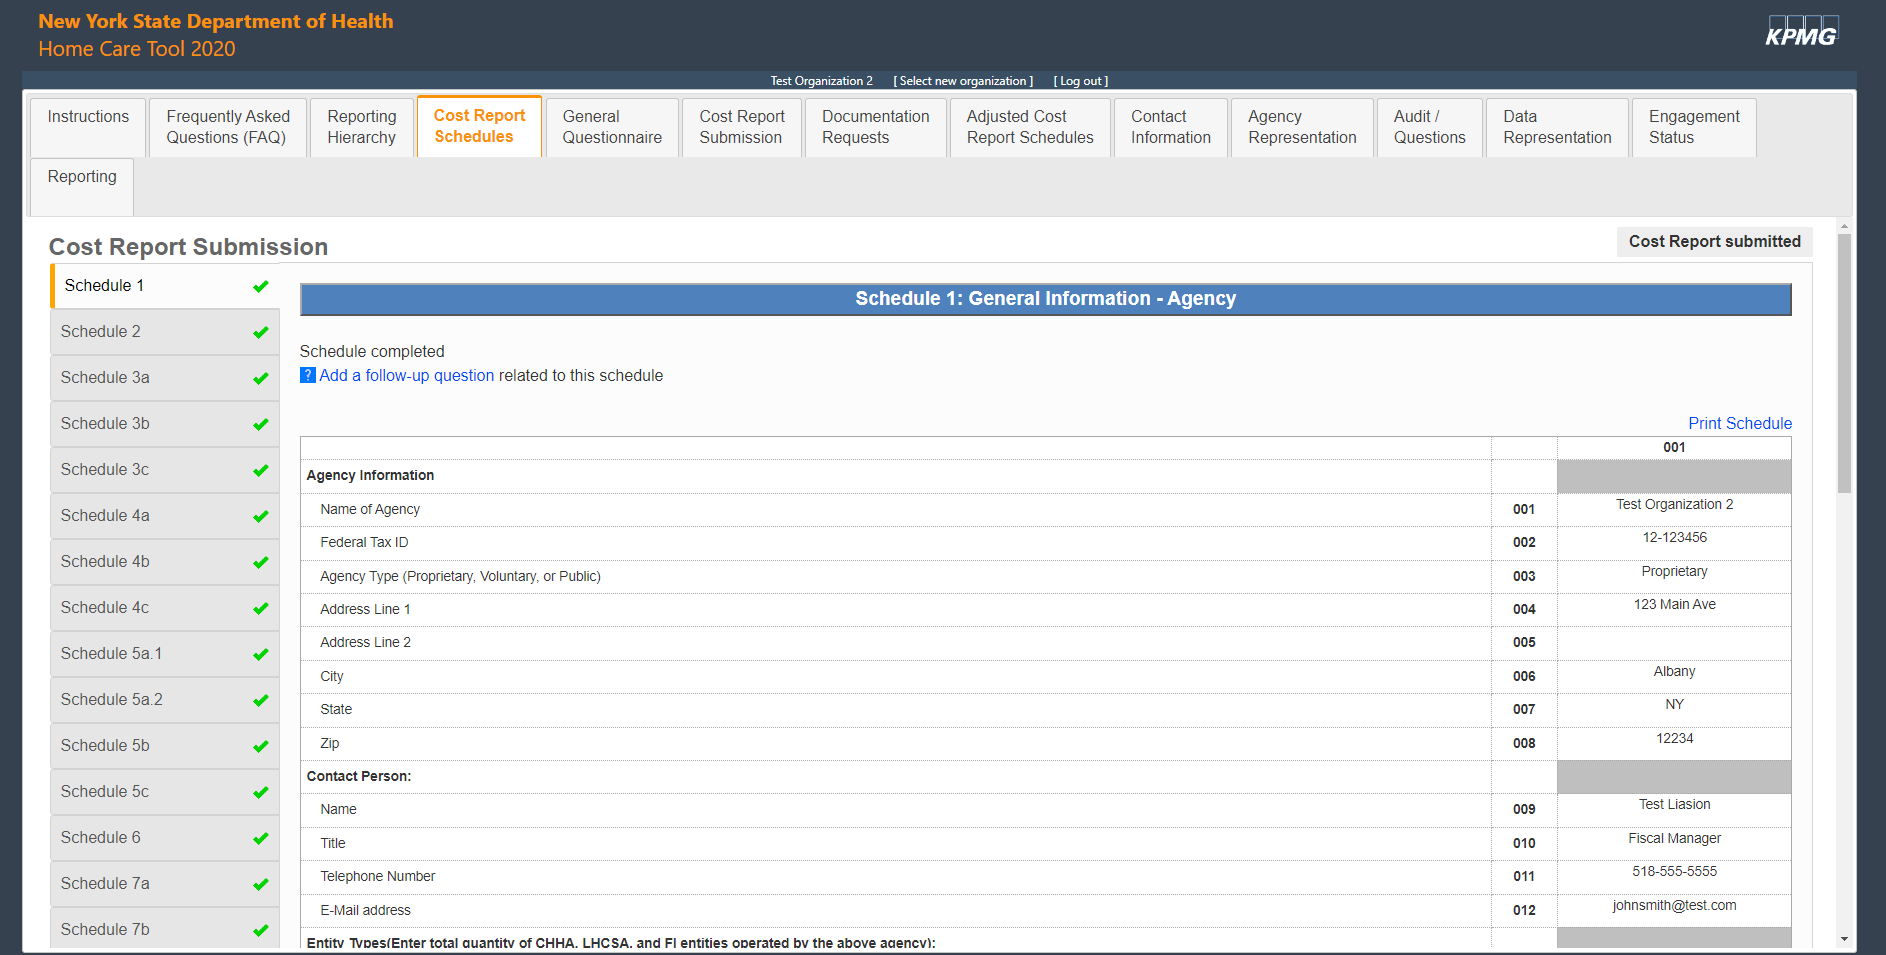 New York State Department of Health
Home Care Tool 2020
KPMG
Test Organization 2 [ Select new organization ] [ Log out ]
Instructions
Frequently Asked
Questions (FAQ)
Reporting
Hierarchy
Cost Report
Schedules
General
Questionnaire
Cost Report
Submission
Documentation
Requests
Adjusted Cost
Report Schedules
Contact
Information
Agency
Representation
Audit /
Questions
Data
Representation
Engagement
Status
Reporting
Cost Report Submission
Cost Report submitted
Schedule 1
Schedule 2
Schedule 3a
Schedule 3b
Schedule 3c
Schedule 4a
Schedule 4b
Schedule 4c
Schedule 5a.1
Schedule 5a.2
Schedule 5b
Schedule 5c
Schedule 6
Schedule 7a
Schedule 7b
Schedule 1: General Information - Agency
Schedule completed
? Add a follow-up question related to this schedule
Print Schedule
001
Agency Information
Name of Agency 001 Test Organization 2
Federal Tax ID 002 12-123456
Agency Type (Proprietary, Voluntary, or Public) 003 Proprietary
Address Line 1 004 123 Main Ave
Address Line 2 005
City 006 Albany
State 007 NY
Zip 008 12234
Contact Person:
Name 009 Test Liasion
Title 010 Fiscal Manager
Telephone Number 011 518-555-5555
E-Mail address 012 johnsmith@test.com
Entity Types(Enter total quantity of CHHA, LHCSA, and FI entities operated by the above agency):